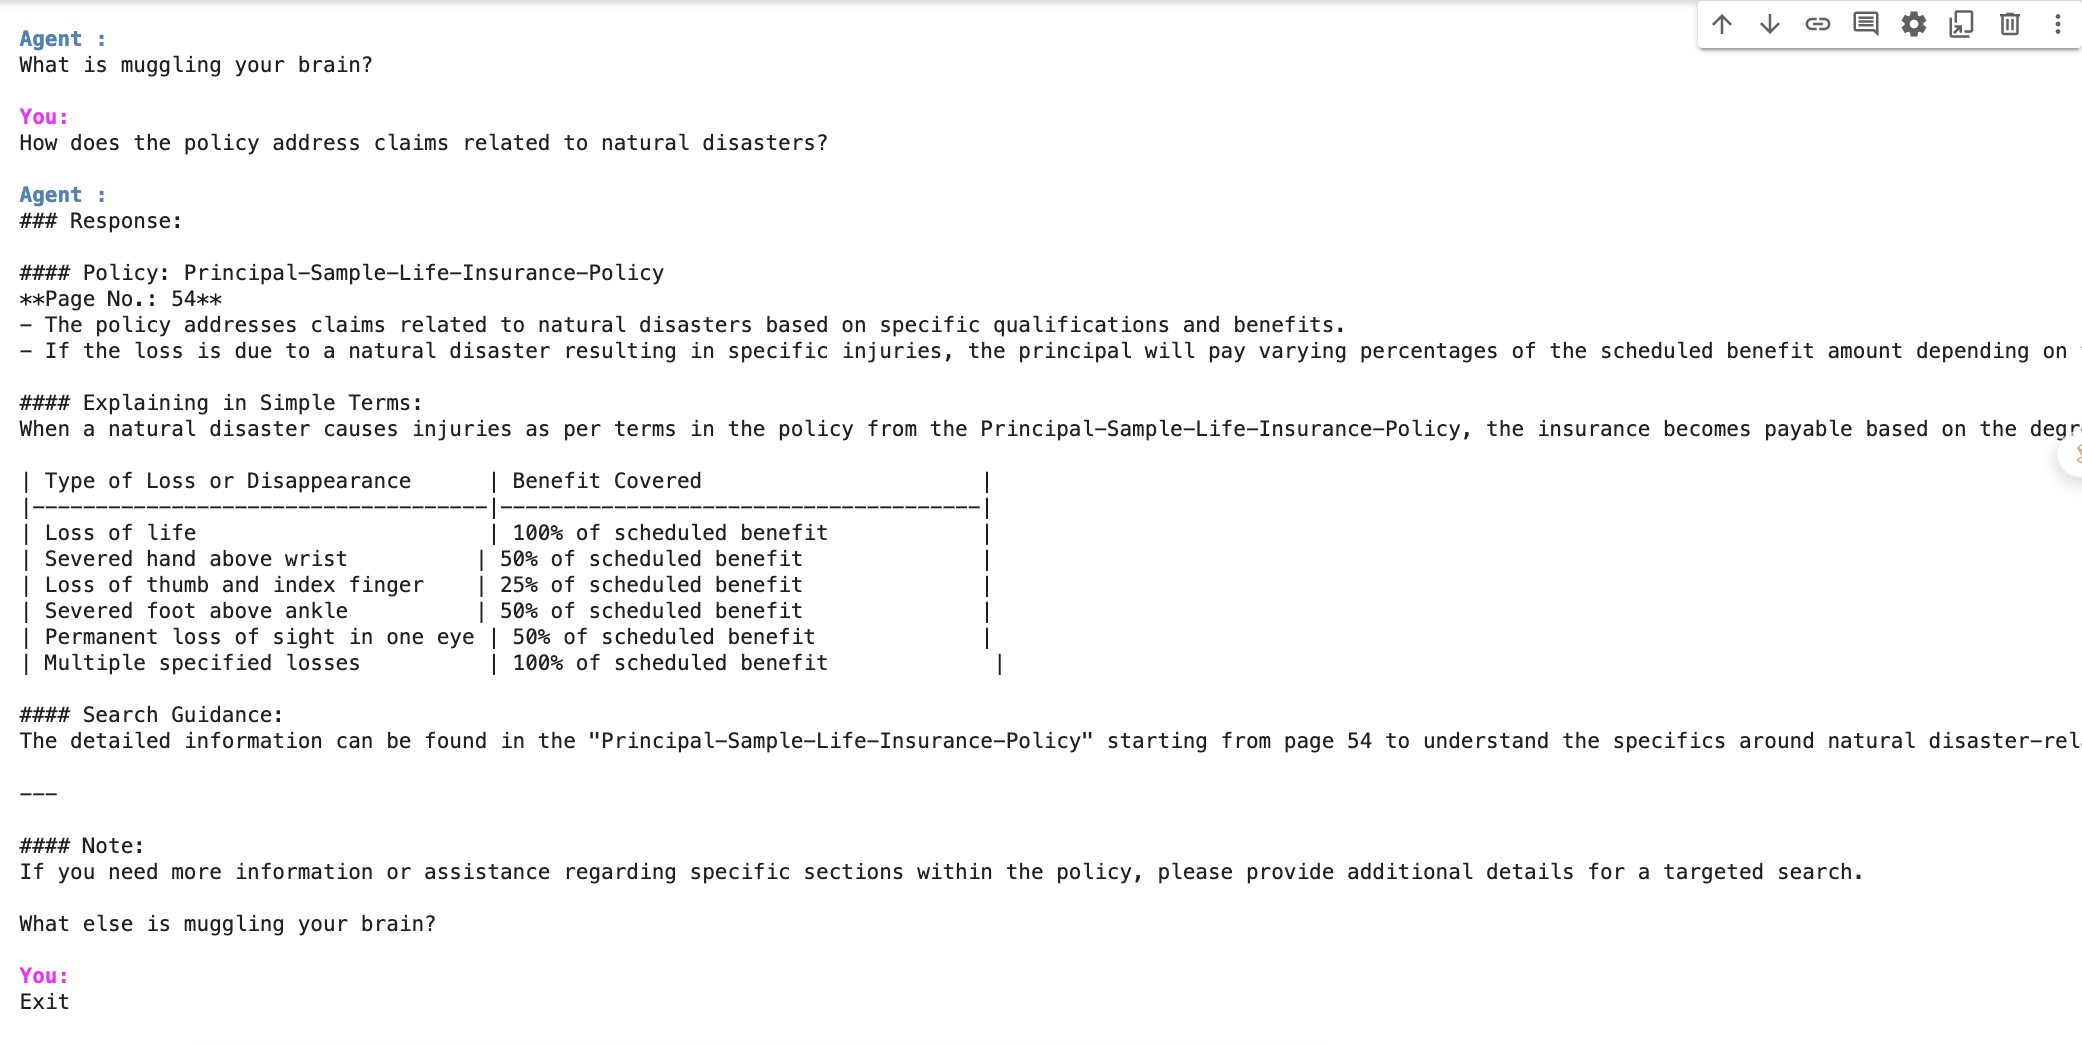 Agent :
What is muggling your brain?
You:
How does the policy address claims related to natural disasters?
Agent :
### Response:
#### Policy: Principal-Sample-Life-Insurance-Policy
**Page No.: 54**
- The policy addresses claims related to natural disasters based on specific qualifications and benefits.
- If the loss is due to a natural disaster resulting in specific injuries, the principal will pay varying percentages of the scheduled benefit amount depending on
#### Explaining in Simple Terms:
When a natural disaster causes injuries as per terms in the policy from the Principal-Sample-Life-Insurance-Policy, the insurance becomes payable based on the
| Type of Loss or Disappearance | Benefit Covered |
|------------------------------------|--------------------------------------|
| Loss of life | 100% of scheduled benefit |
| Severed hand above wrist | 50% of scheduled benefit |
| Loss of thumb and index finger | 25% of scheduled benefit |
| Severed foot above ankle | 50% of scheduled benefit |
| Permanent loss of sight in one eye | 50% of scheduled benefit |
| Multiple specified losses | 100% of scheduled benefit |
#### Search Guidance:
The detailed information can be found in the "Principal-Sample-Life-Insurance-Policy" starting from page 54 to understand the specifics around natural
---
#### Note:
If you need more information or assistance regarding specific sections within the policy, please provide additional details for a targeted search.
What else is muggling your brain?
You:
Exit